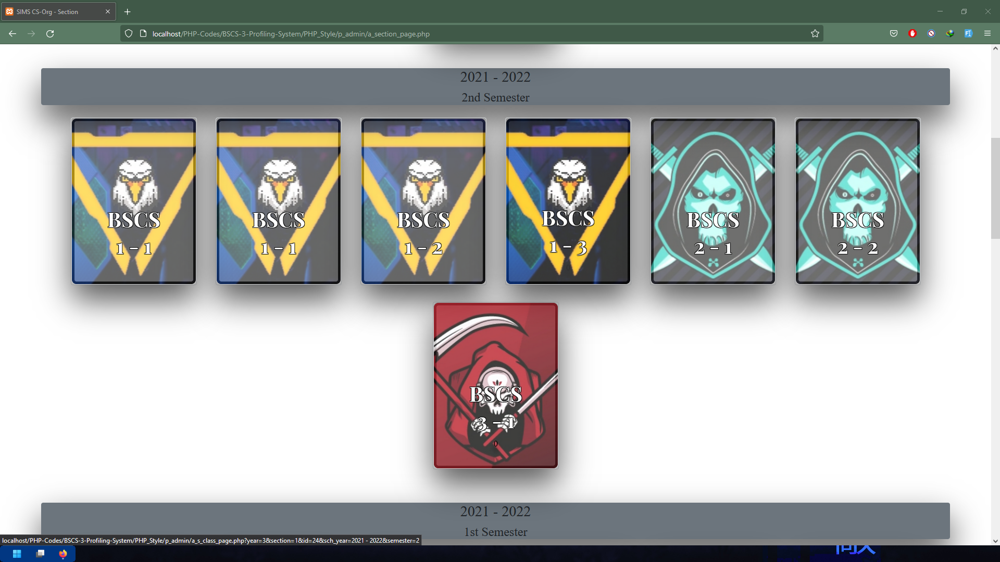 SIMS CS-Org - Section
localhost/PHP-Codes/BSCS-3-Profiling-System/PHP_Style/p_admin/a_section_page.php
2021 - 2022
2nd Semester
BSCS
1 - 1
BSCS
1 - 1
BSCS
1 - 2
BSCS
1 - 3
BSCS
2 - 1
BSCS
2 - 2
BSCS
3 - 1
0
2021 - 2022
1st Semester
localhost/PHP-Codes/BSCS-3-Profiling-System/PHP_Style/p_admin/a_s_class_page.php?year=3&section=1&id=24&sch_year=2021 - 2022&semester=2